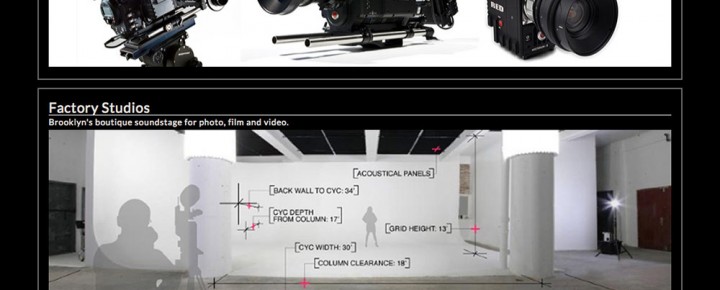 RED
Factory Studios
Brooklyn's boutique soundstage for photo, film and video.
[ACOUSTICAL PANELS]
[BACK WALL TO CYC: 34']
[CYC DEPTH
FROM COLUMN: 17']
[GRID HEIGHT: 13']
[CYC WIDTH: 30']
[COLUMN CLEARANCE: 18']